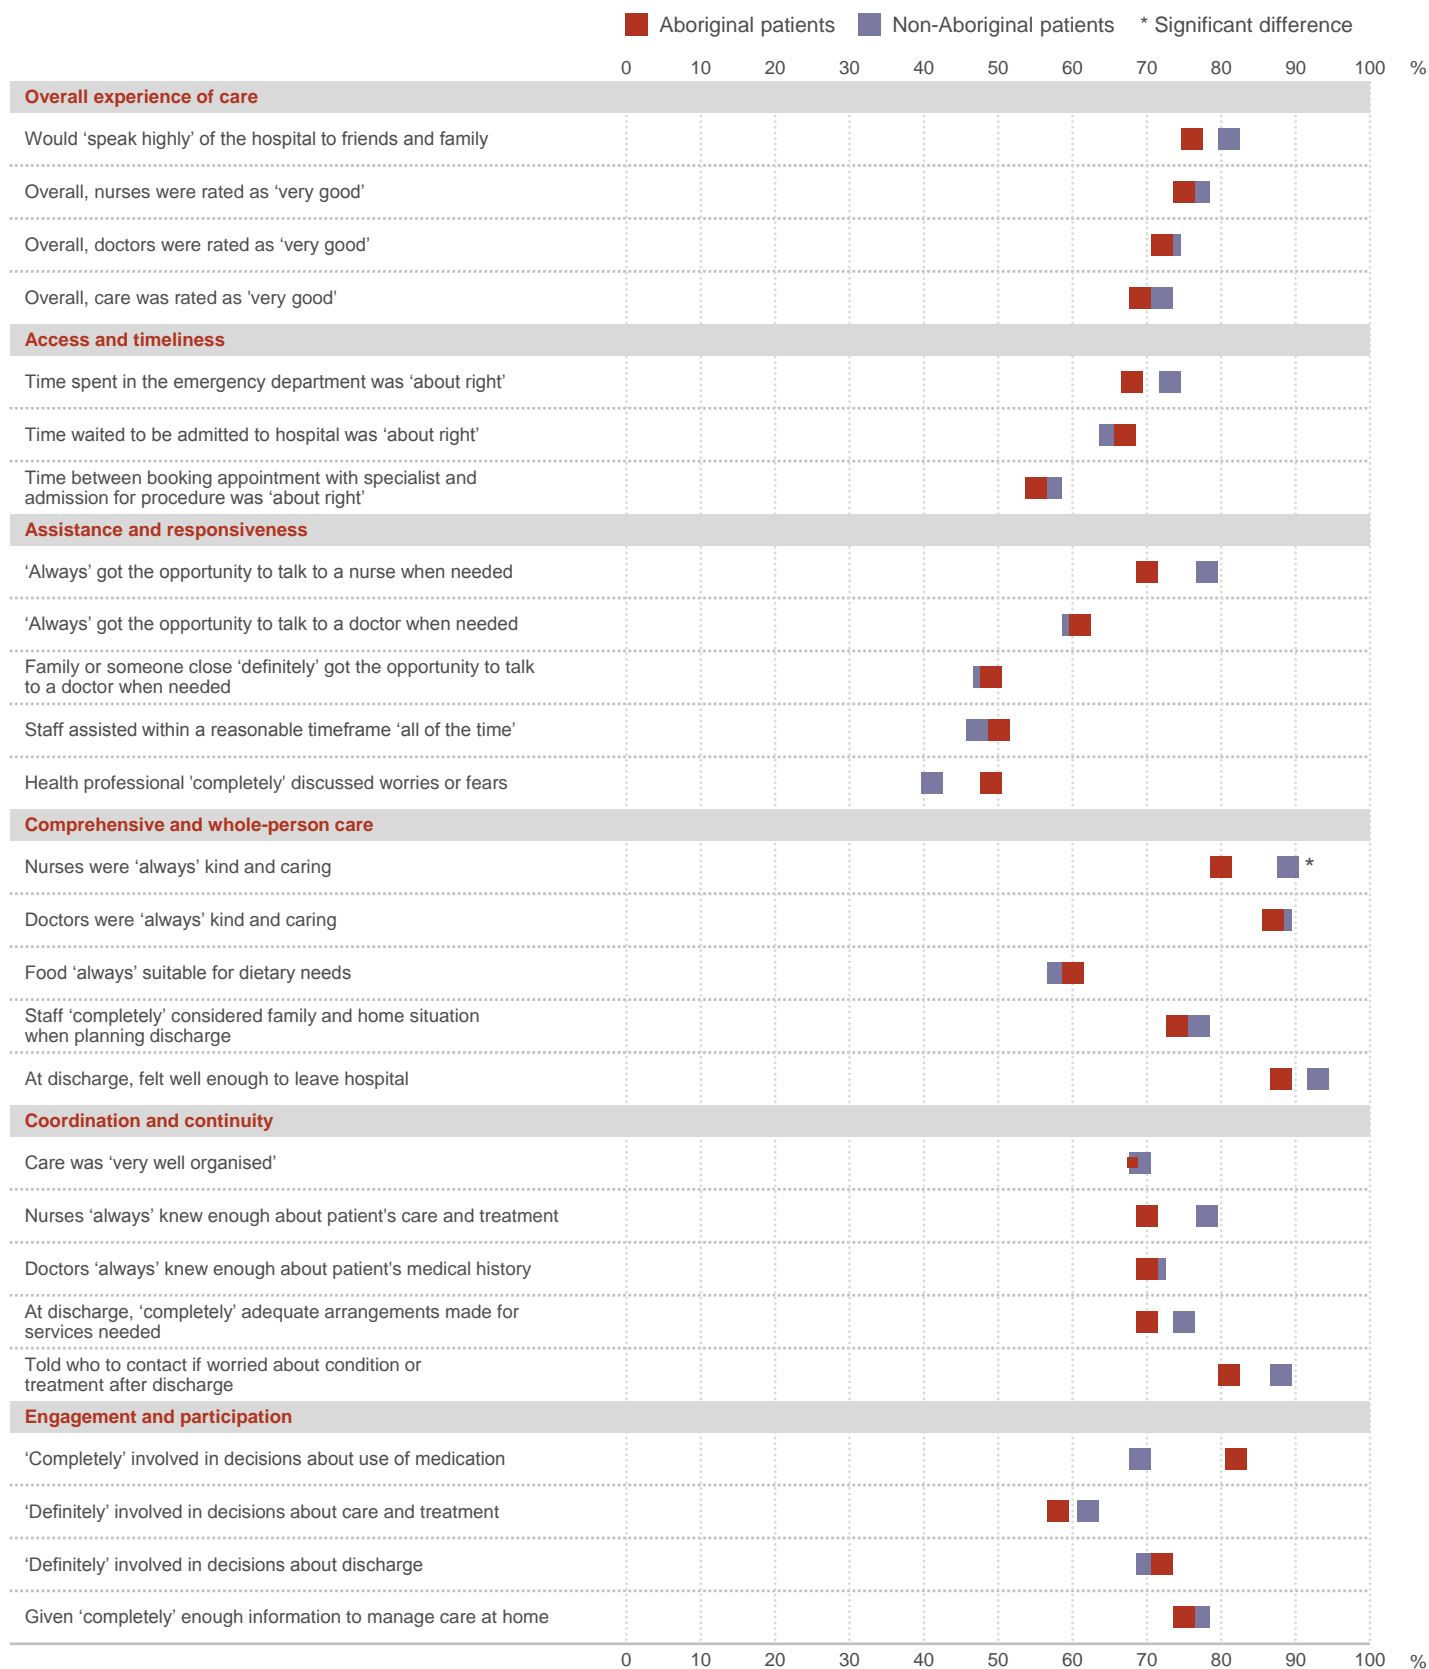 Aboriginal patients Non-Aboriginal patients * Significant difference
0 10 20 30 40 50 60 70 80 90 100 %
Overall experience of care
Would ‘speak highly’ of the hospital to friends and family
Overall, nurses were rated as ‘very good’
Overall, doctors were rated as ‘very good’
Overall, care was rated as 'very good'
Access and timeliness
Time spent in the emergency department was ‘about right’
Time waited to be admitted to hospital was ‘about right’
Time between booking appointment with specialist and
admission for procedure was ‘about right’
Assistance and responsiveness
‘Always’ got the opportunity to talk to a nurse when needed
‘Always’ got the opportunity to talk to a doctor when needed
Family or someone close ‘definitely’ got the opportunity to talk
to a doctor when needed
Staff assisted within a reasonable timeframe ‘all of the time’
Health professional 'completely' discussed worries or fears
Comprehensive and whole-person care
Nurses were ‘always’ kind and caring *
Doctors were ‘always’ kind and caring
Food ‘always’ suitable for dietary needs
Staff ‘completely’ considered family and home situation
when planning discharge
At discharge, felt well enough to leave hospital
Coordination and continuity
Care was ‘very well organised’
Nurses ‘always’ knew enough about patient's care and treatment
Doctors ‘always’ knew enough about patient's medical history
At discharge, ‘completely’ adequate arrangements made for
services needed
Told who to contact if worried about condition or
treatment after discharge
Engagement and participation
‘Completely’ involved in decisions about use of medication
‘Definitely’ involved in decisions about care and treatment
‘Definitely’ involved in decisions about discharge
Given ‘completely’ enough information to manage care at home
0 10 20 30 40 50 60 70 80 90 100 %